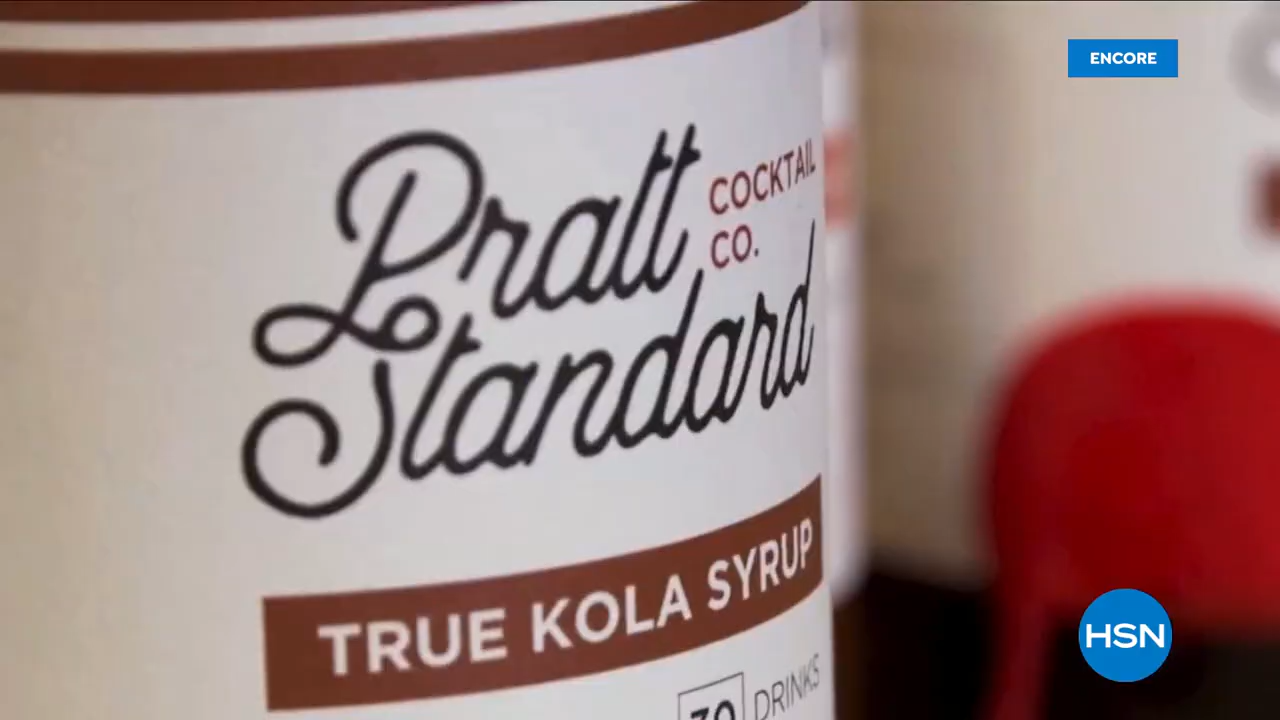 ENCORE
Pratt
COCKTAIL
CO.
Standard
TRUE KOLA SYRUP
DRINKS
HSN